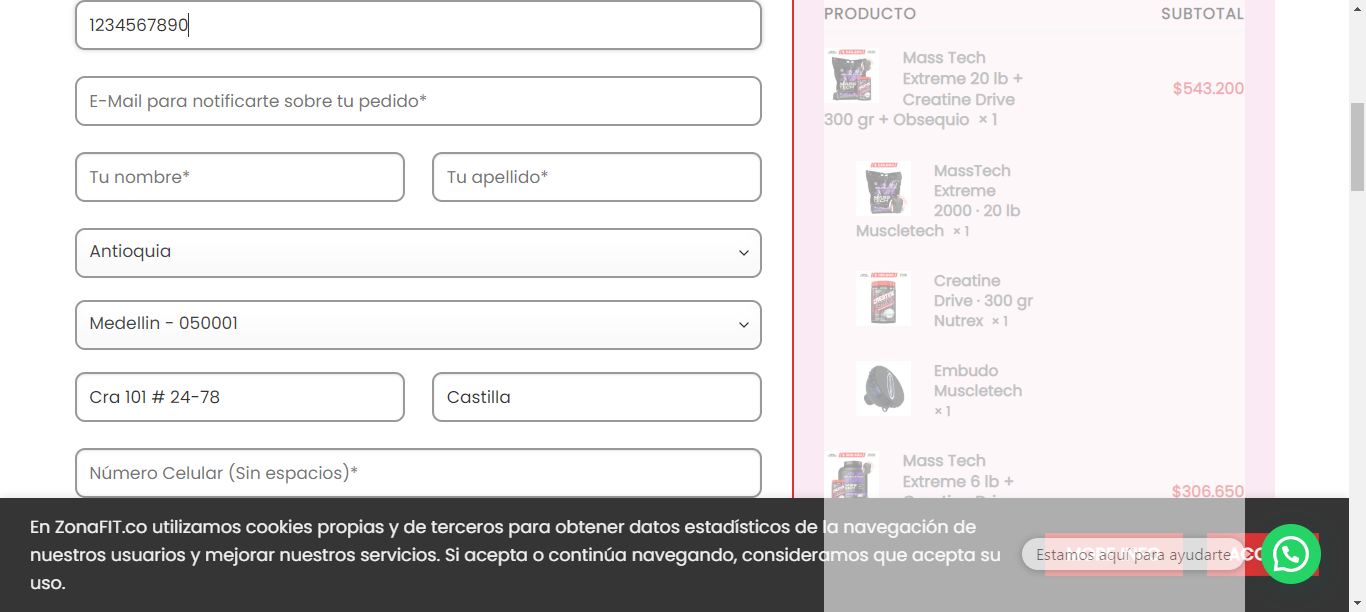 1234567890
E-Mail para notificarte sobre tu pedido*
Tu nombre*
Tu apellido*
Antioquia
Medellin - 050001
Cra 101 # 24-78
Castilla
Número Celular (Sin espacios)*
PRODUCTO
SUBTOTAL
Mass Tech
Extreme 20 lb +
Creatine Drive
300 gr + Obsequio × 1
$543.200
MassTech
Extreme
2000 · 20 lb
Muscletech × 1
Creatine
Drive · 300 gr
Nutrex × 1
Embudo
Muscletech
× 1
Mass Tech
Extreme 6 lb +
Creatine Drive
$306.650
En ZonaFIT.co utilizamos cookies propias y de terceros para obtener datos estadísticos de la navegación de
nuestros usuarios y mejorar nuestros servicios. Si acepta o continúa navegando, consideramos que acepta su
uso.
Estamos aquí para ayudarte